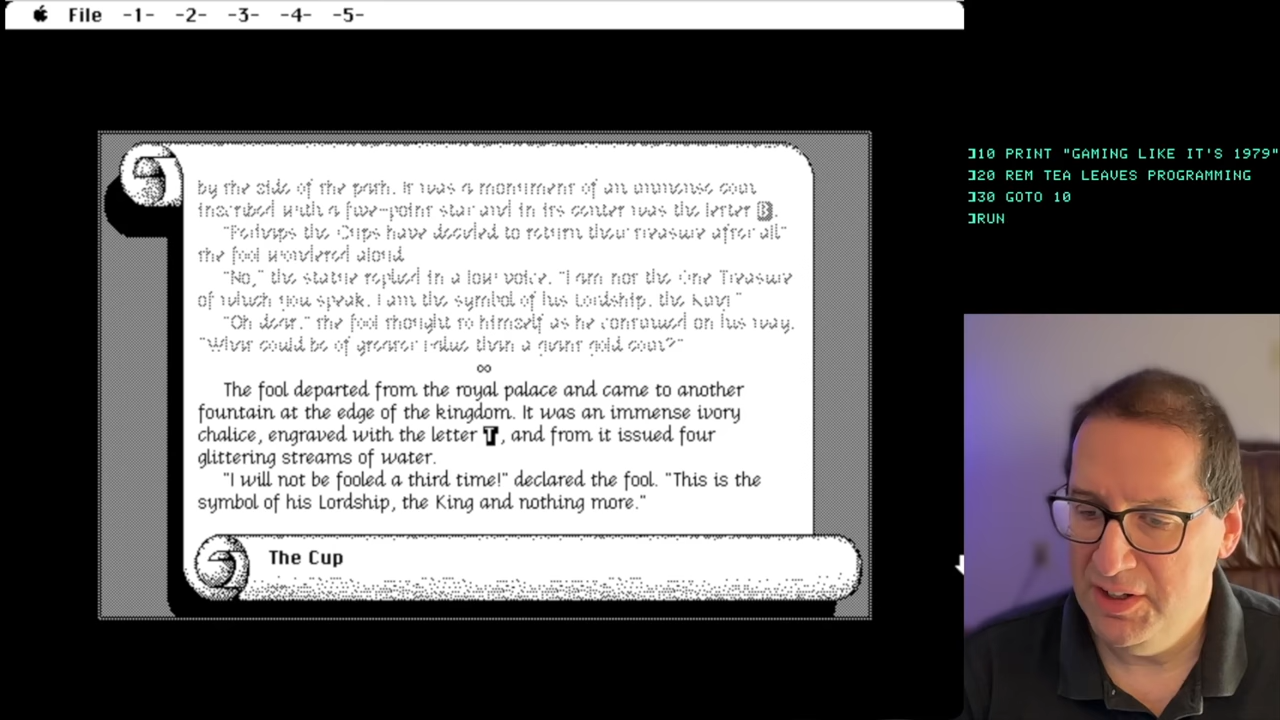 File -1- -2- -3- -4- -5-
by the side of the path. It was a monument of an immense coin
inscribed with a five-point star and in its center was the letter B.
"Perhaps the Cups have decided to return their treasure after all"
the fool wondered aloud
"No," the statue replied in a low voice. "I am not the One Treasure
of which you speak. I am the symbol of his Lordship, the King"
"Oh dear," the fool thought to himself as he continued on his way.
"What could be of greater value than a giant gold coin?"
∞
The fool departed from the royal palace and came to another
fountain at the edge of the kingdom. It was an immense ivory
chalice, engraved with the letter T, and from it issued four
glittering streams of water.
"I will not be fooled a third time!" declared the fool. "This is the
symbol of his Lordship, the King and nothing more."
The Cup
]10 PRINT "GAMING LIKE IT'S 1979"
]20 REM TEA LEAVES PROGRAMMING
]30 GOTO 10
]RUN